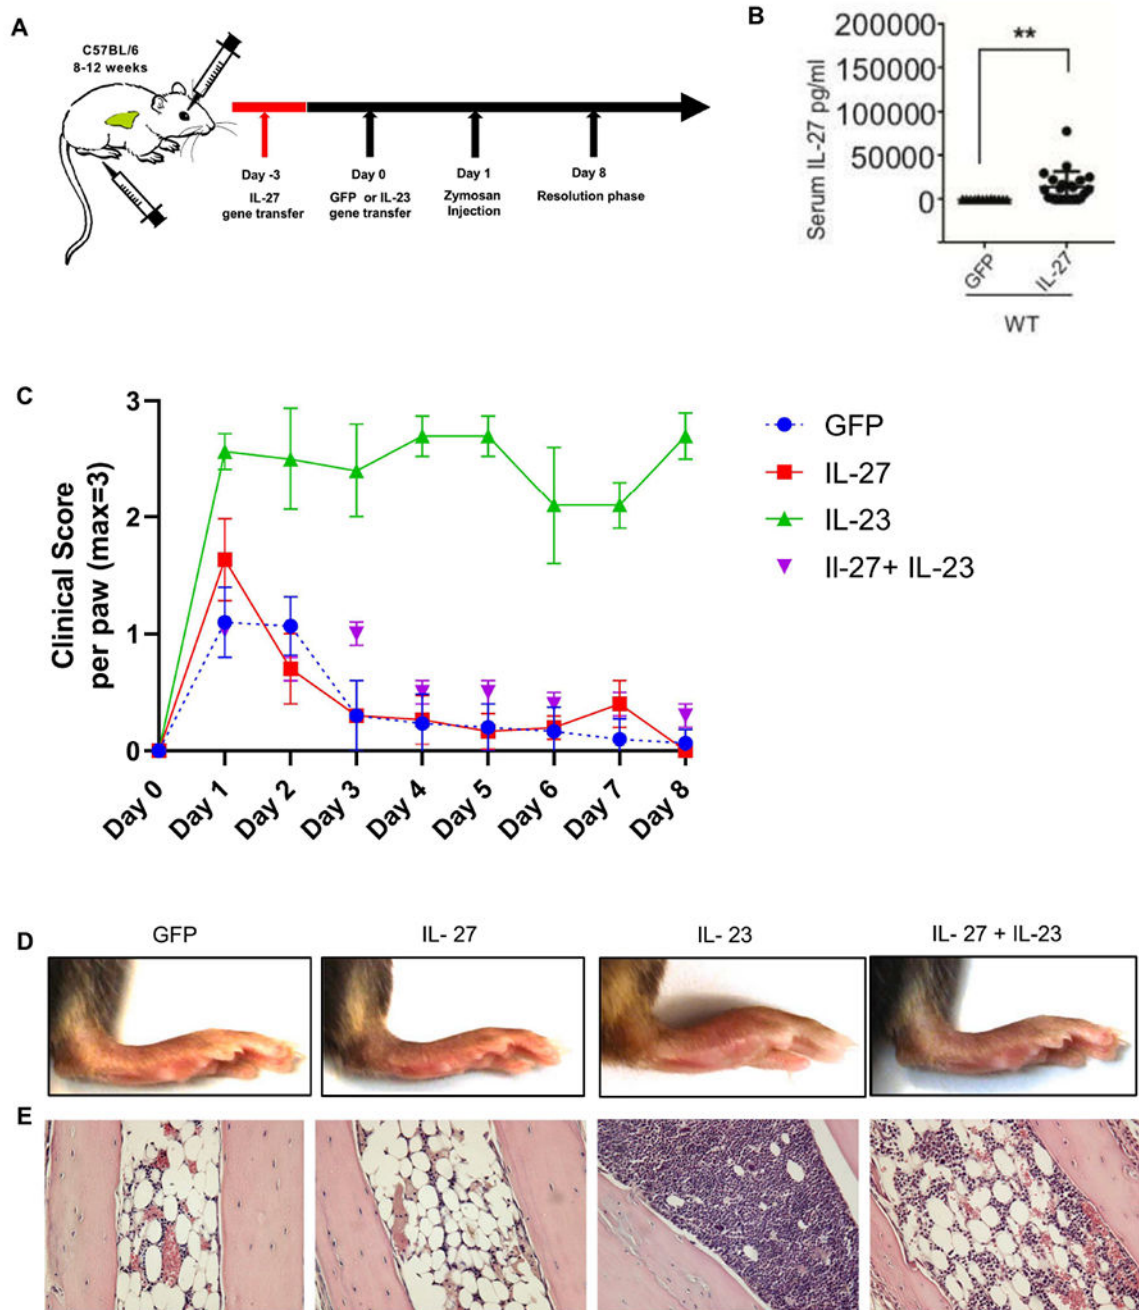 A
C57BL/6
8-12 weeks
Day -3
IL-27
gene transfer
Day 0
GFP or IL-23
gene transfer
Day 1
Zymosan
Injection
Day 8
Resolution phase
B
Serum IL-27 pg/ml
200000
150000
100000
50000
0
**
GFP
IL-27
WT
C
Clinical Score
per paw (max=3)
3
2
1
0
Day 0
Day 1
Day 2
Day 3
Day 4
Day 5
Day 6
Day 7
Day 8
GFP
IL-27
IL-23
Il-27+ IL-23
D
GFP
IL- 27
IL- 23
IL- 27 + IL-23
E